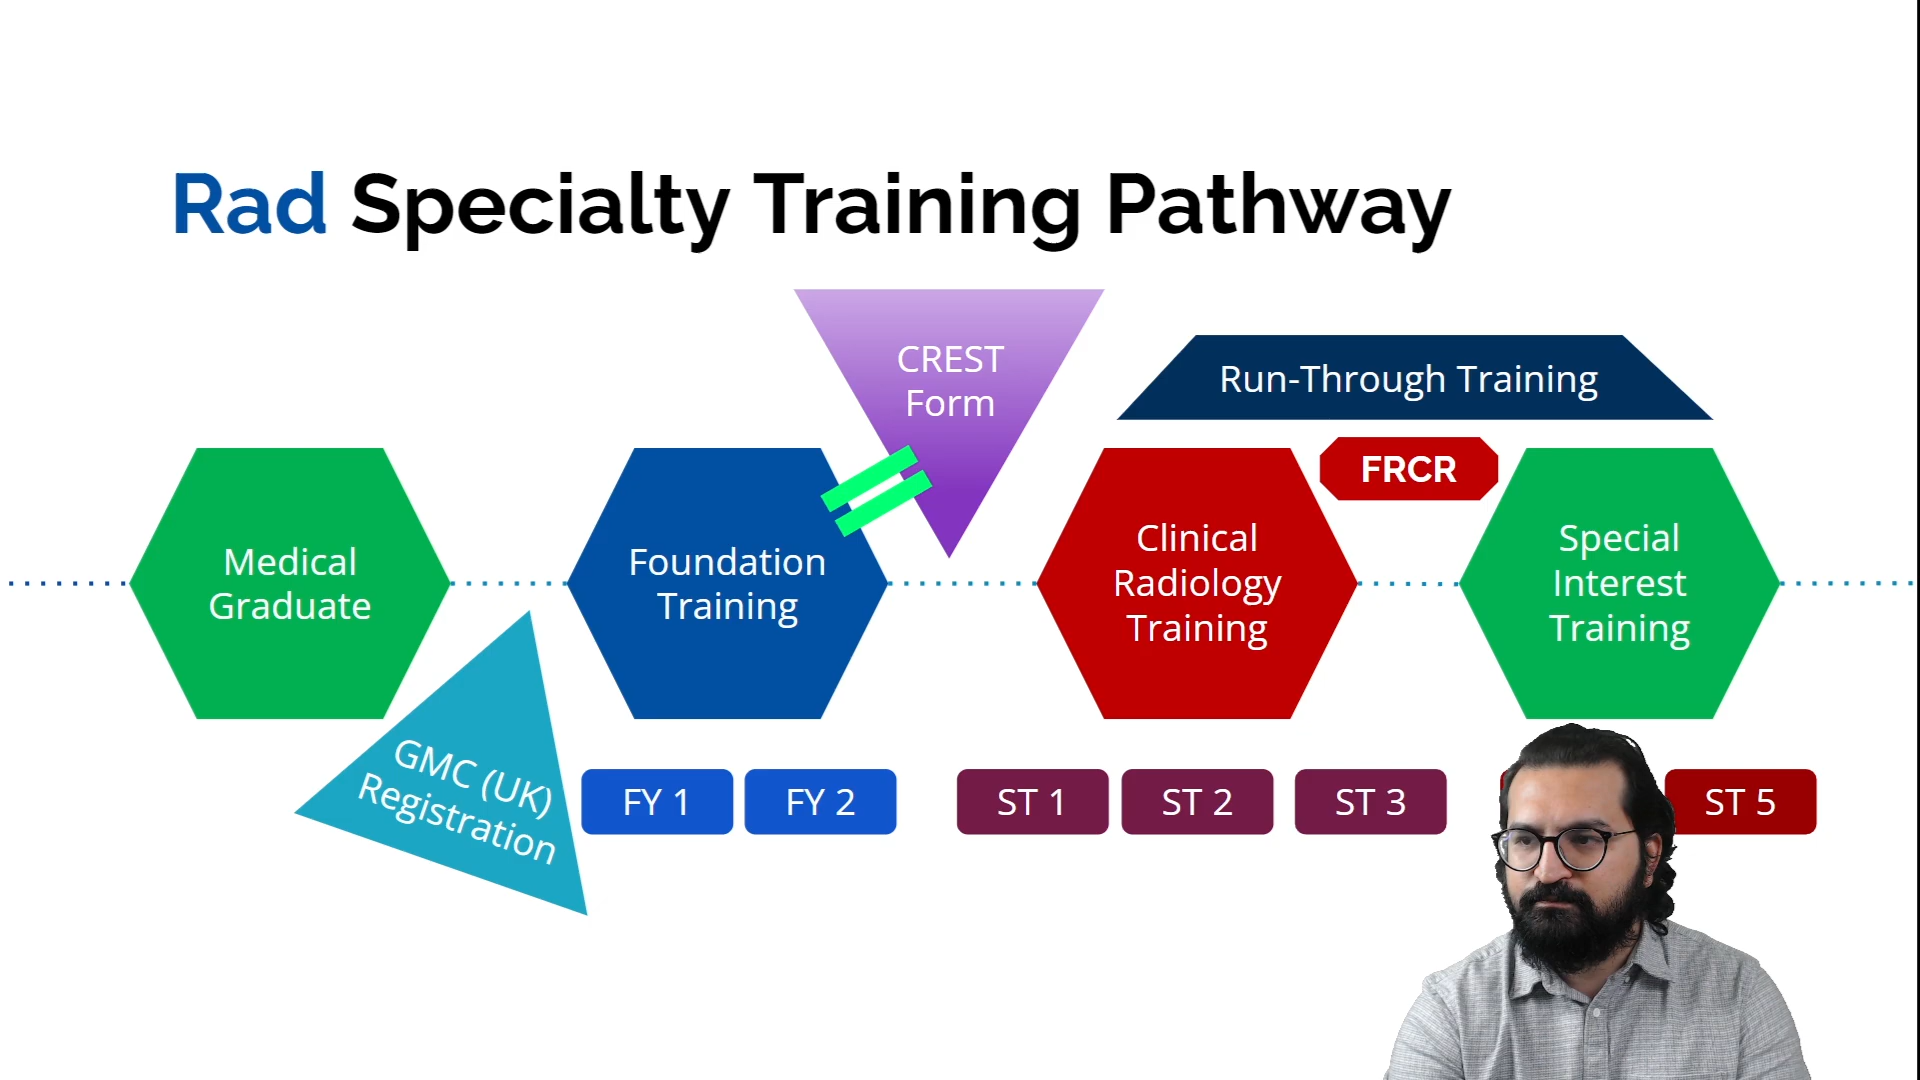 Rad Specialty Training Pathway
CREST
Form
Run-Through Training
FRCR
Medical
Graduate
Foundation
Training
Clinical
Radiology
Training
Special
Interest
Training
GMC (UK)
Registration
FY 1
FY 2
ST 1
ST 2
ST 3
ST 5